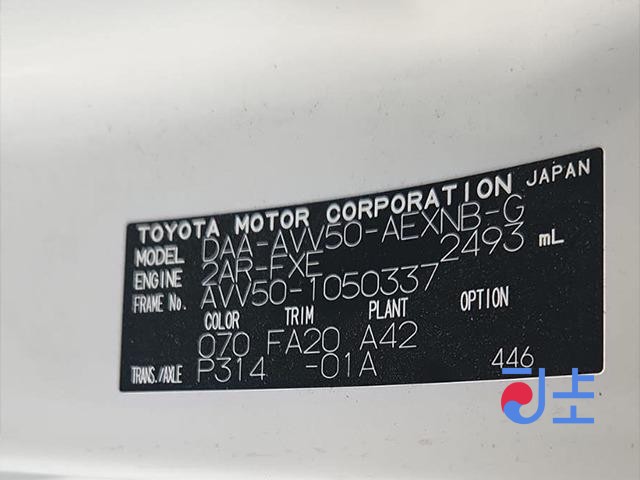 TOYOTA MOTOR CORPORATION JAPAN
MODEL DAA-AVV50-AEXNB-G
ENGINE 2AR-FXE 2493 mL
FRAME No. AVV50-1050337
COLOR TRIM PLANT OPTION
070 FA20 A42
TRANS./AXLE P314 -01A 446